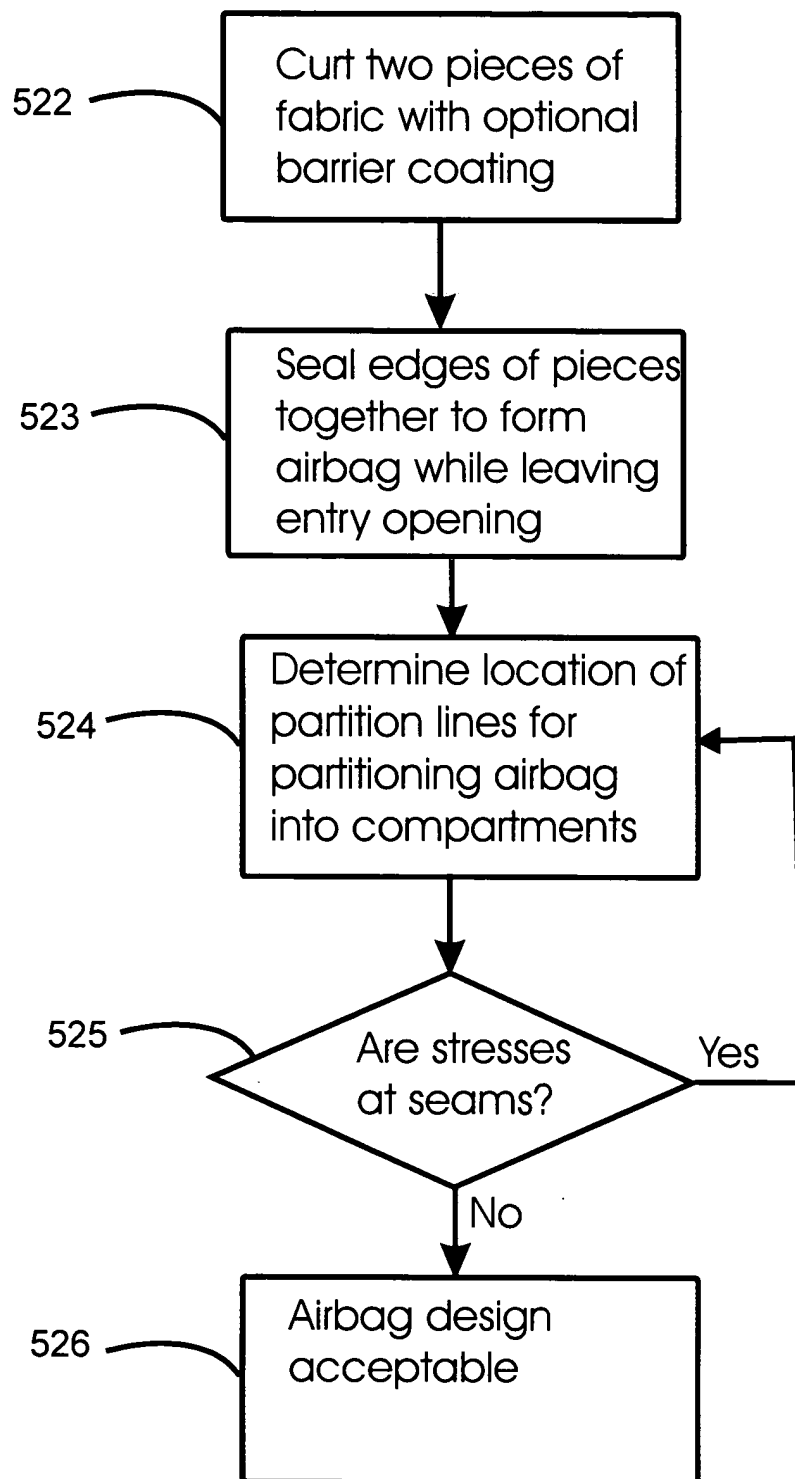 522
Curt two pieces of
fabric with optional
barrier coating
523
Seal edges of pieces
together to form
airbag while leaving
entry opening
524
Determine location of
partition lines for
partitioning airbag
into compartments
525
Are stresses
at seams?
Yes
No
526
Airbag design
acceptable